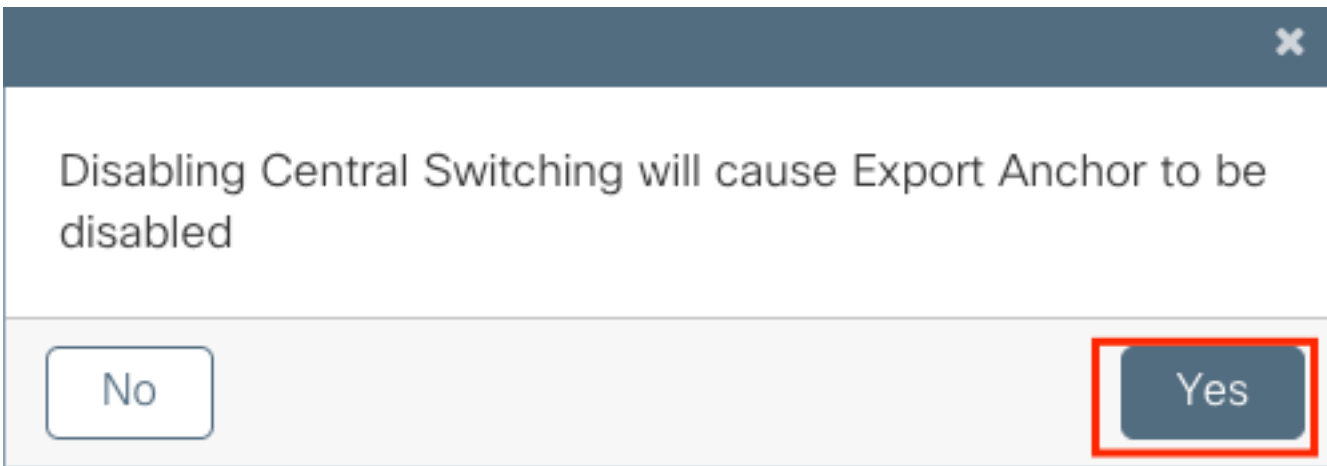 Disabling Central Switching will cause Export Anchor to be
disabled
No
Yes